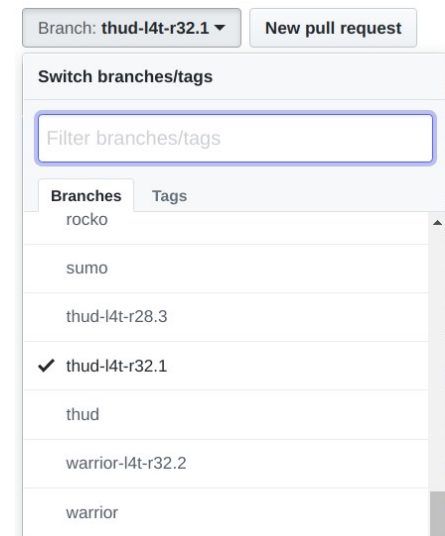 Branch: thud-l4t-r32.1 New pull request
Switch branches/tags
Filter branches/tags
Branches Tags
rocko
sumo
thud-l4t-r28.3
thud-l4t-r32.1
thud
warrior-l4t-r32.2
warrior